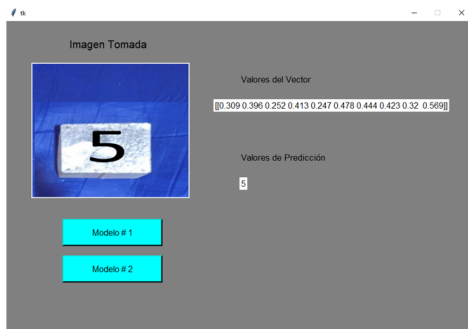 tk
Imagen Tomada
Valores del Vector
[[0.309 0.396 0.252 0.413 0.247 0.478 0.444 0.423 0.32  0.569]]
5
Valores de Predicción
5
Modelo # 1
Modelo # 2